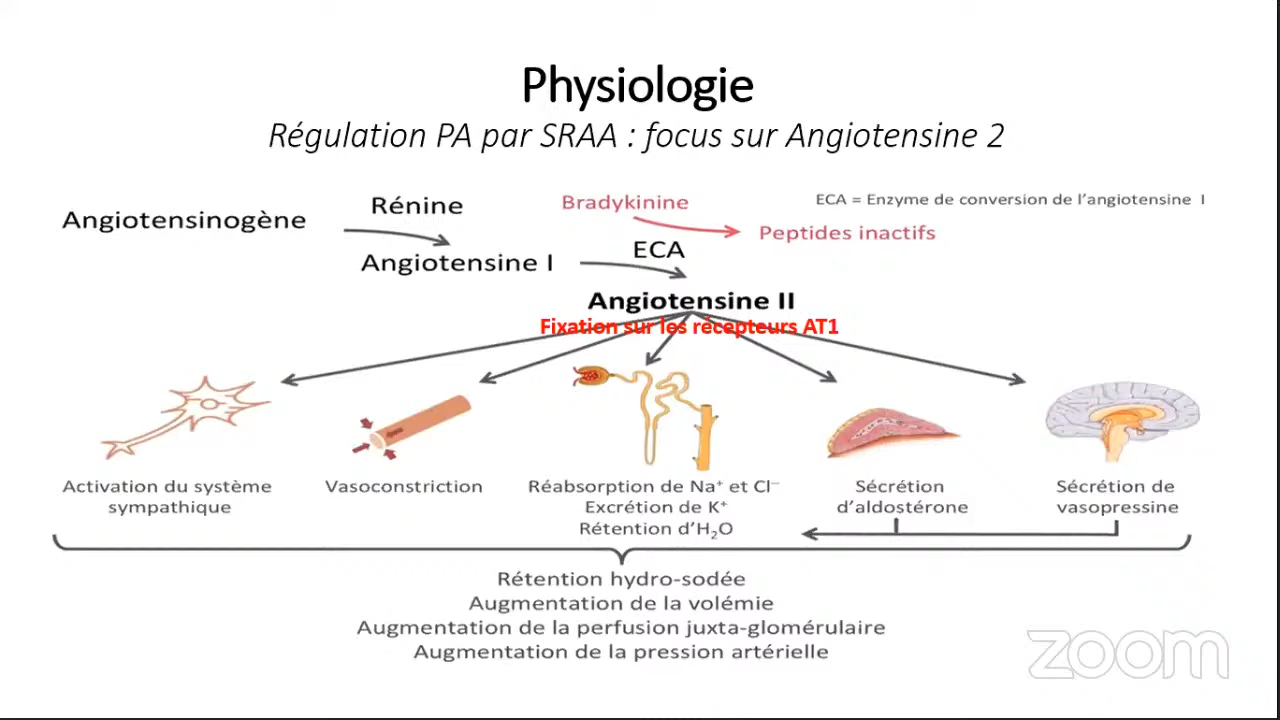 Physiologie
Régulation PA par SRAA : focus sur Angiotensine 2
Angiotensinogène
Rénine
Bradykinine
ECA = Enzyme de conversion de l'angiotensine I
Peptides inactifs
Angiotensine I
ECA
Angiotensine II
Fixation sur les récepteurs AT1
Activation du système
sympathique
Vasoconstriction
Réabsorption de Na⁺ et Cl⁻
Excrétion de K⁺
Rétention d'H₂O
Sécrétion
d'aldostérone
Sécrétion de
vasopressine
Rétention hydro-sodée
Augmentation de la volémie
Augmentation de la perfusion juxta-glomérulaire
Augmentation de la pression artérielle
zoom